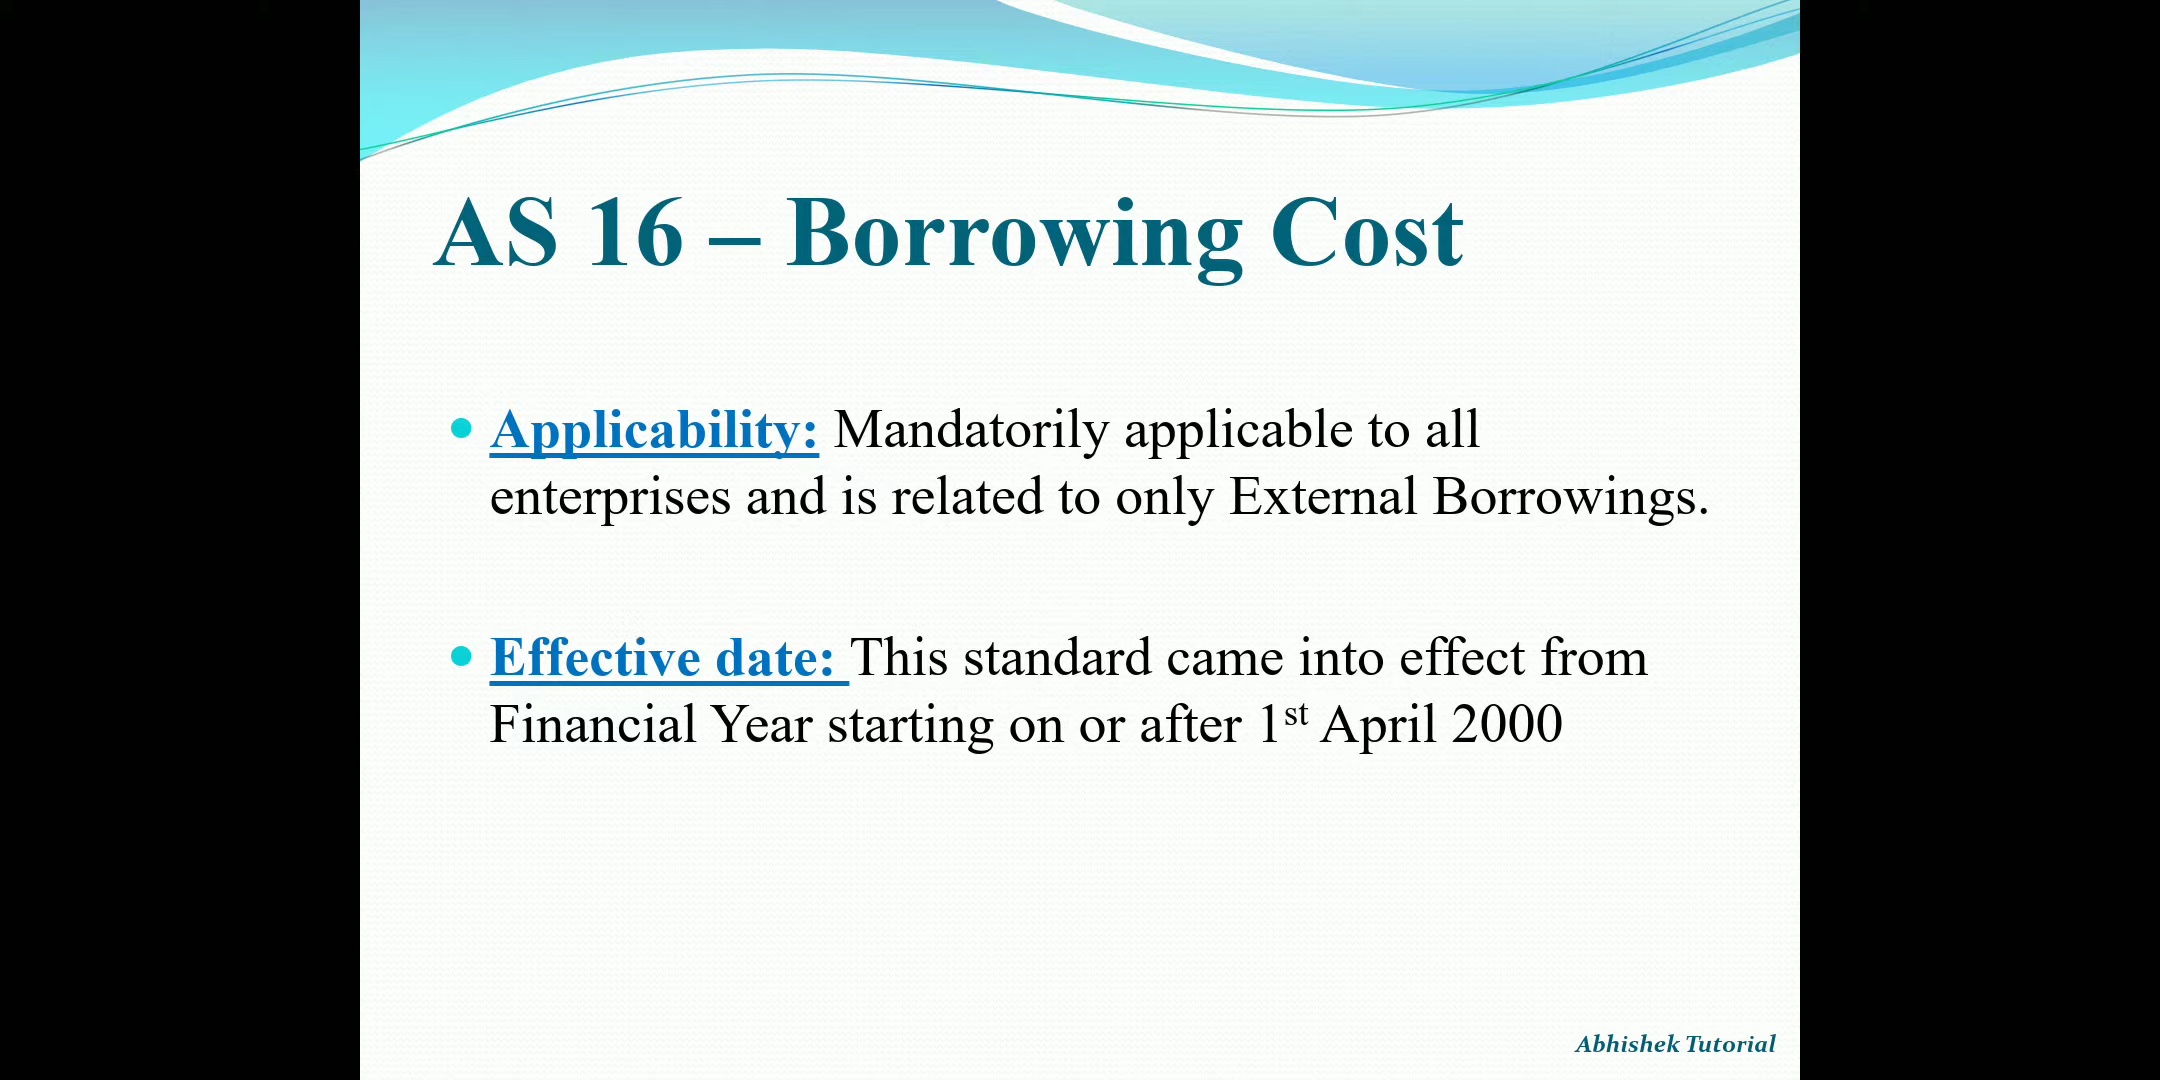 AS 16 – Borrowing Cost
• Applicability: Mandatorily applicable to all
enterprises and is related to only External Borrowings.
• Effective date: This standard came into effect from
Financial Year starting on or after 1st April 2000
Abhishek Tutorial